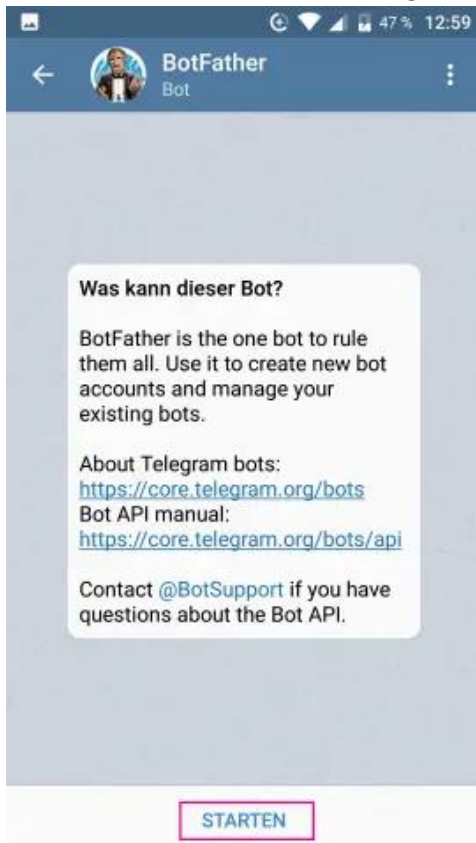 47 % 12:59
BotFather
Bot
Was kann dieser Bot?
BotFather is the one bot to rule
them all. Use it to create new bot
accounts and manage your
existing bots.
About Telegram bots:
https://core.telegram.org/bots
Bot API manual:
https://core.telegram.org/bots/api
Contact @BotSupport if you have
questions about the Bot API.
STARTEN